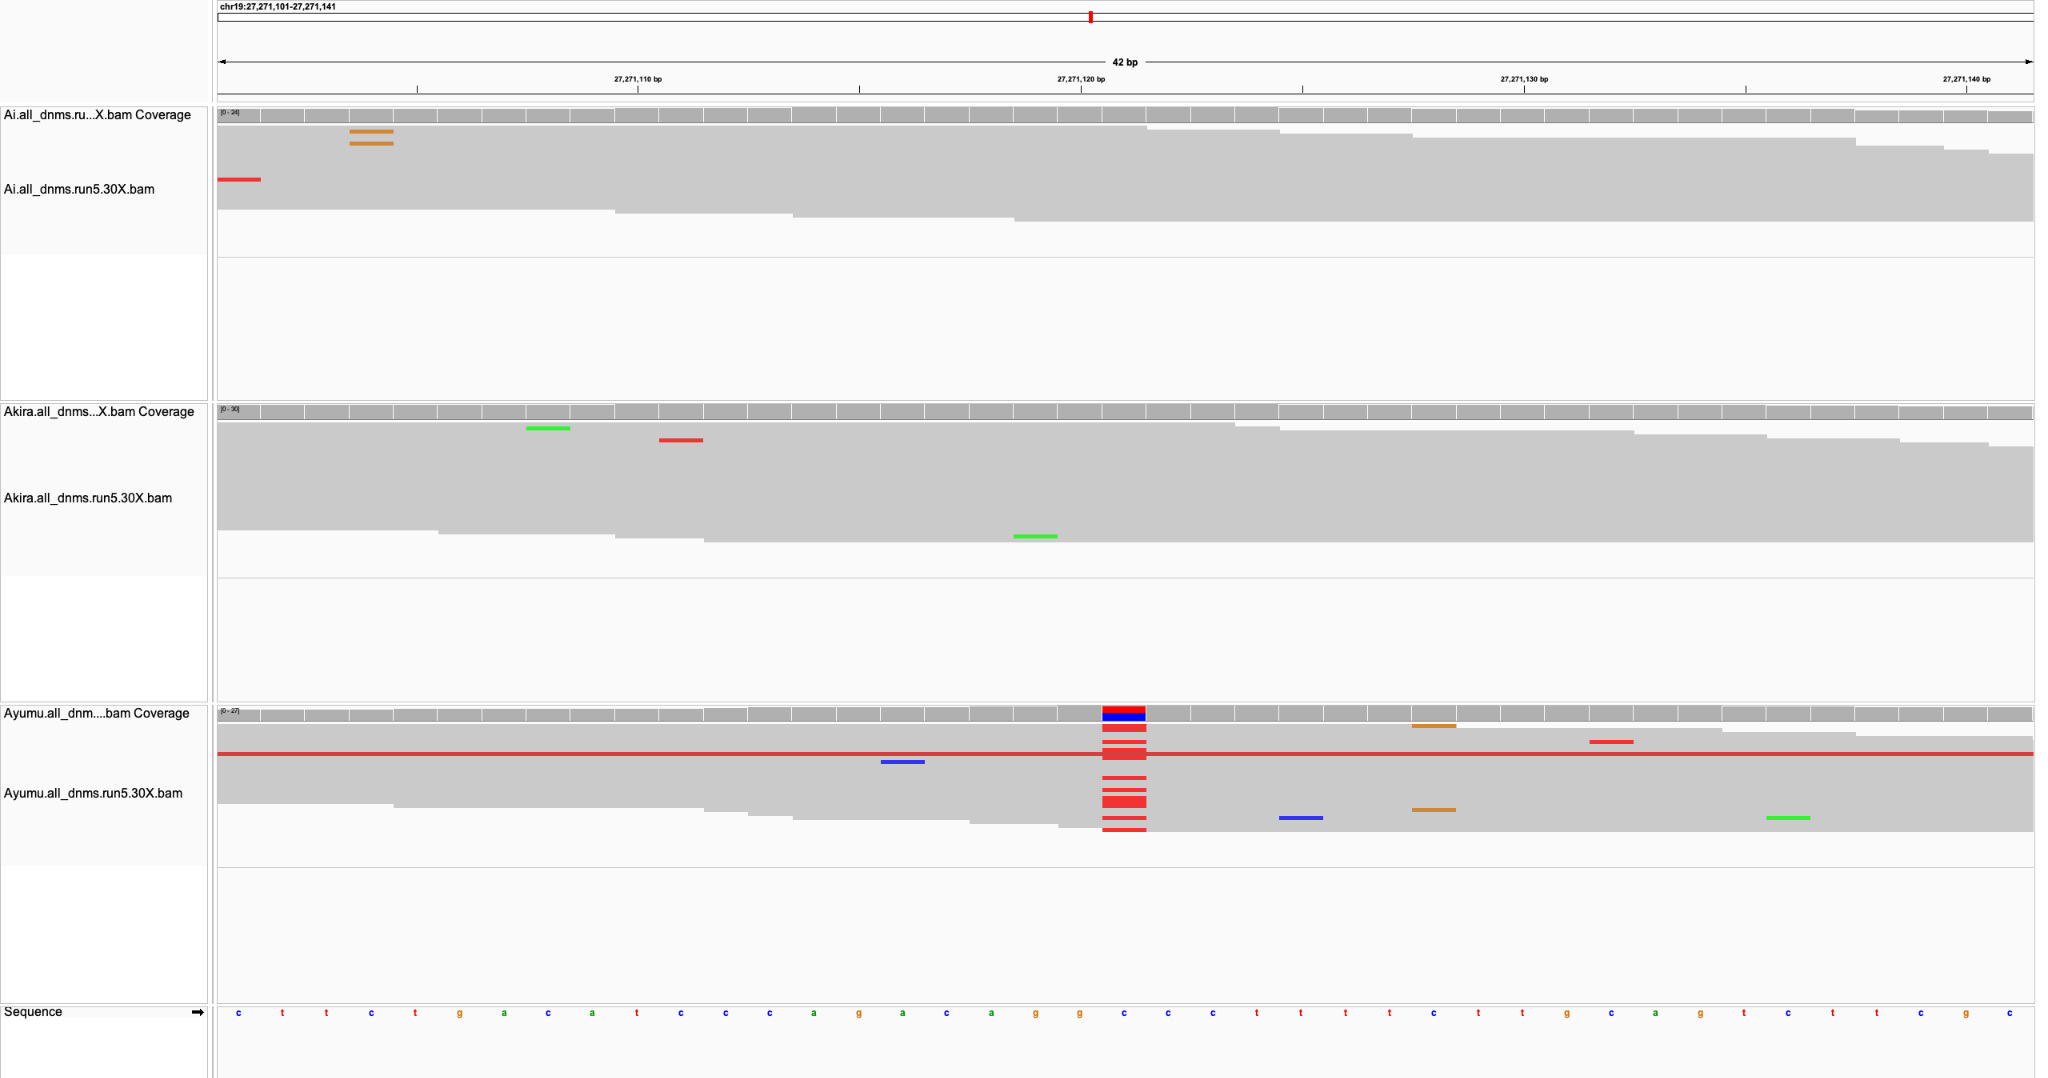 chr19:27,271,101-27,271,141
42 bp
27,271,110 bp 27,271,120 bp 27,271,130 bp 27,271,140 bp
Ai.all_dnms.ru...X.bam Coverage
[0 - 24]
Ai.all_dnms.run5.30X.bam
Akira.all_dnms...X.bam Coverage
[0 - 30]
Akira.all_dnms.run5.30X.bam
Ayumu.all_dnm....bam Coverage
[0 - 27]
Ayumu.all_dnms.run5.30X.bam
Sequence c t t c t g a c a t c c c a g a c a g g c c c t t t t c t t g c a g t c t t c g c